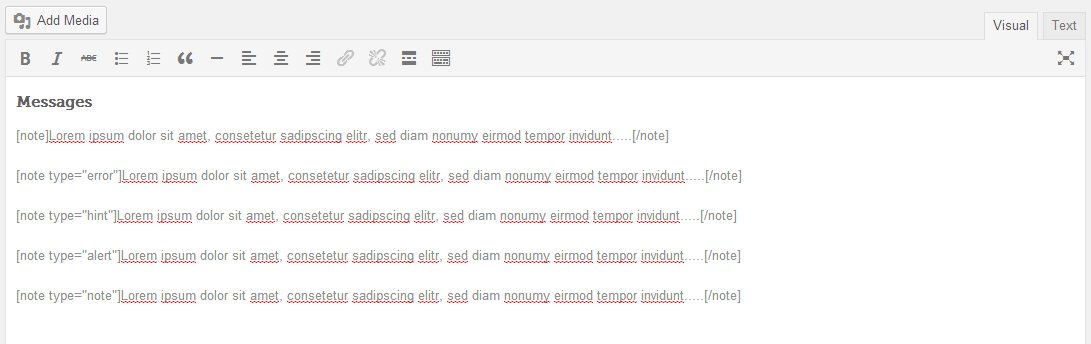 Add Media
Visual Text
B I ABC
Messages
[note]Lorem ipsum dolor sit amet, consetetur sadipscing elitr, sed diam nonumy eirmod tempor invidunt.....[/note]
[note type="error"]Lorem ipsum dolor sit amet, consetetur sadipscing elitr, sed diam nonumy eirmod tempor invidunt.....[/note]
[note type="hint"]Lorem ipsum dolor sit amet, consetetur sadipscing elitr, sed diam nonumy eirmod tempor invidunt.....[/note]
[note type="alert"]Lorem ipsum dolor sit amet, consetetur sadipscing elitr, sed diam nonumy eirmod tempor invidunt.....[/note]
[note type="note"]Lorem ipsum dolor sit amet, consetetur sadipscing elitr, sed diam nonumy eirmod tempor invidunt.....[/note]